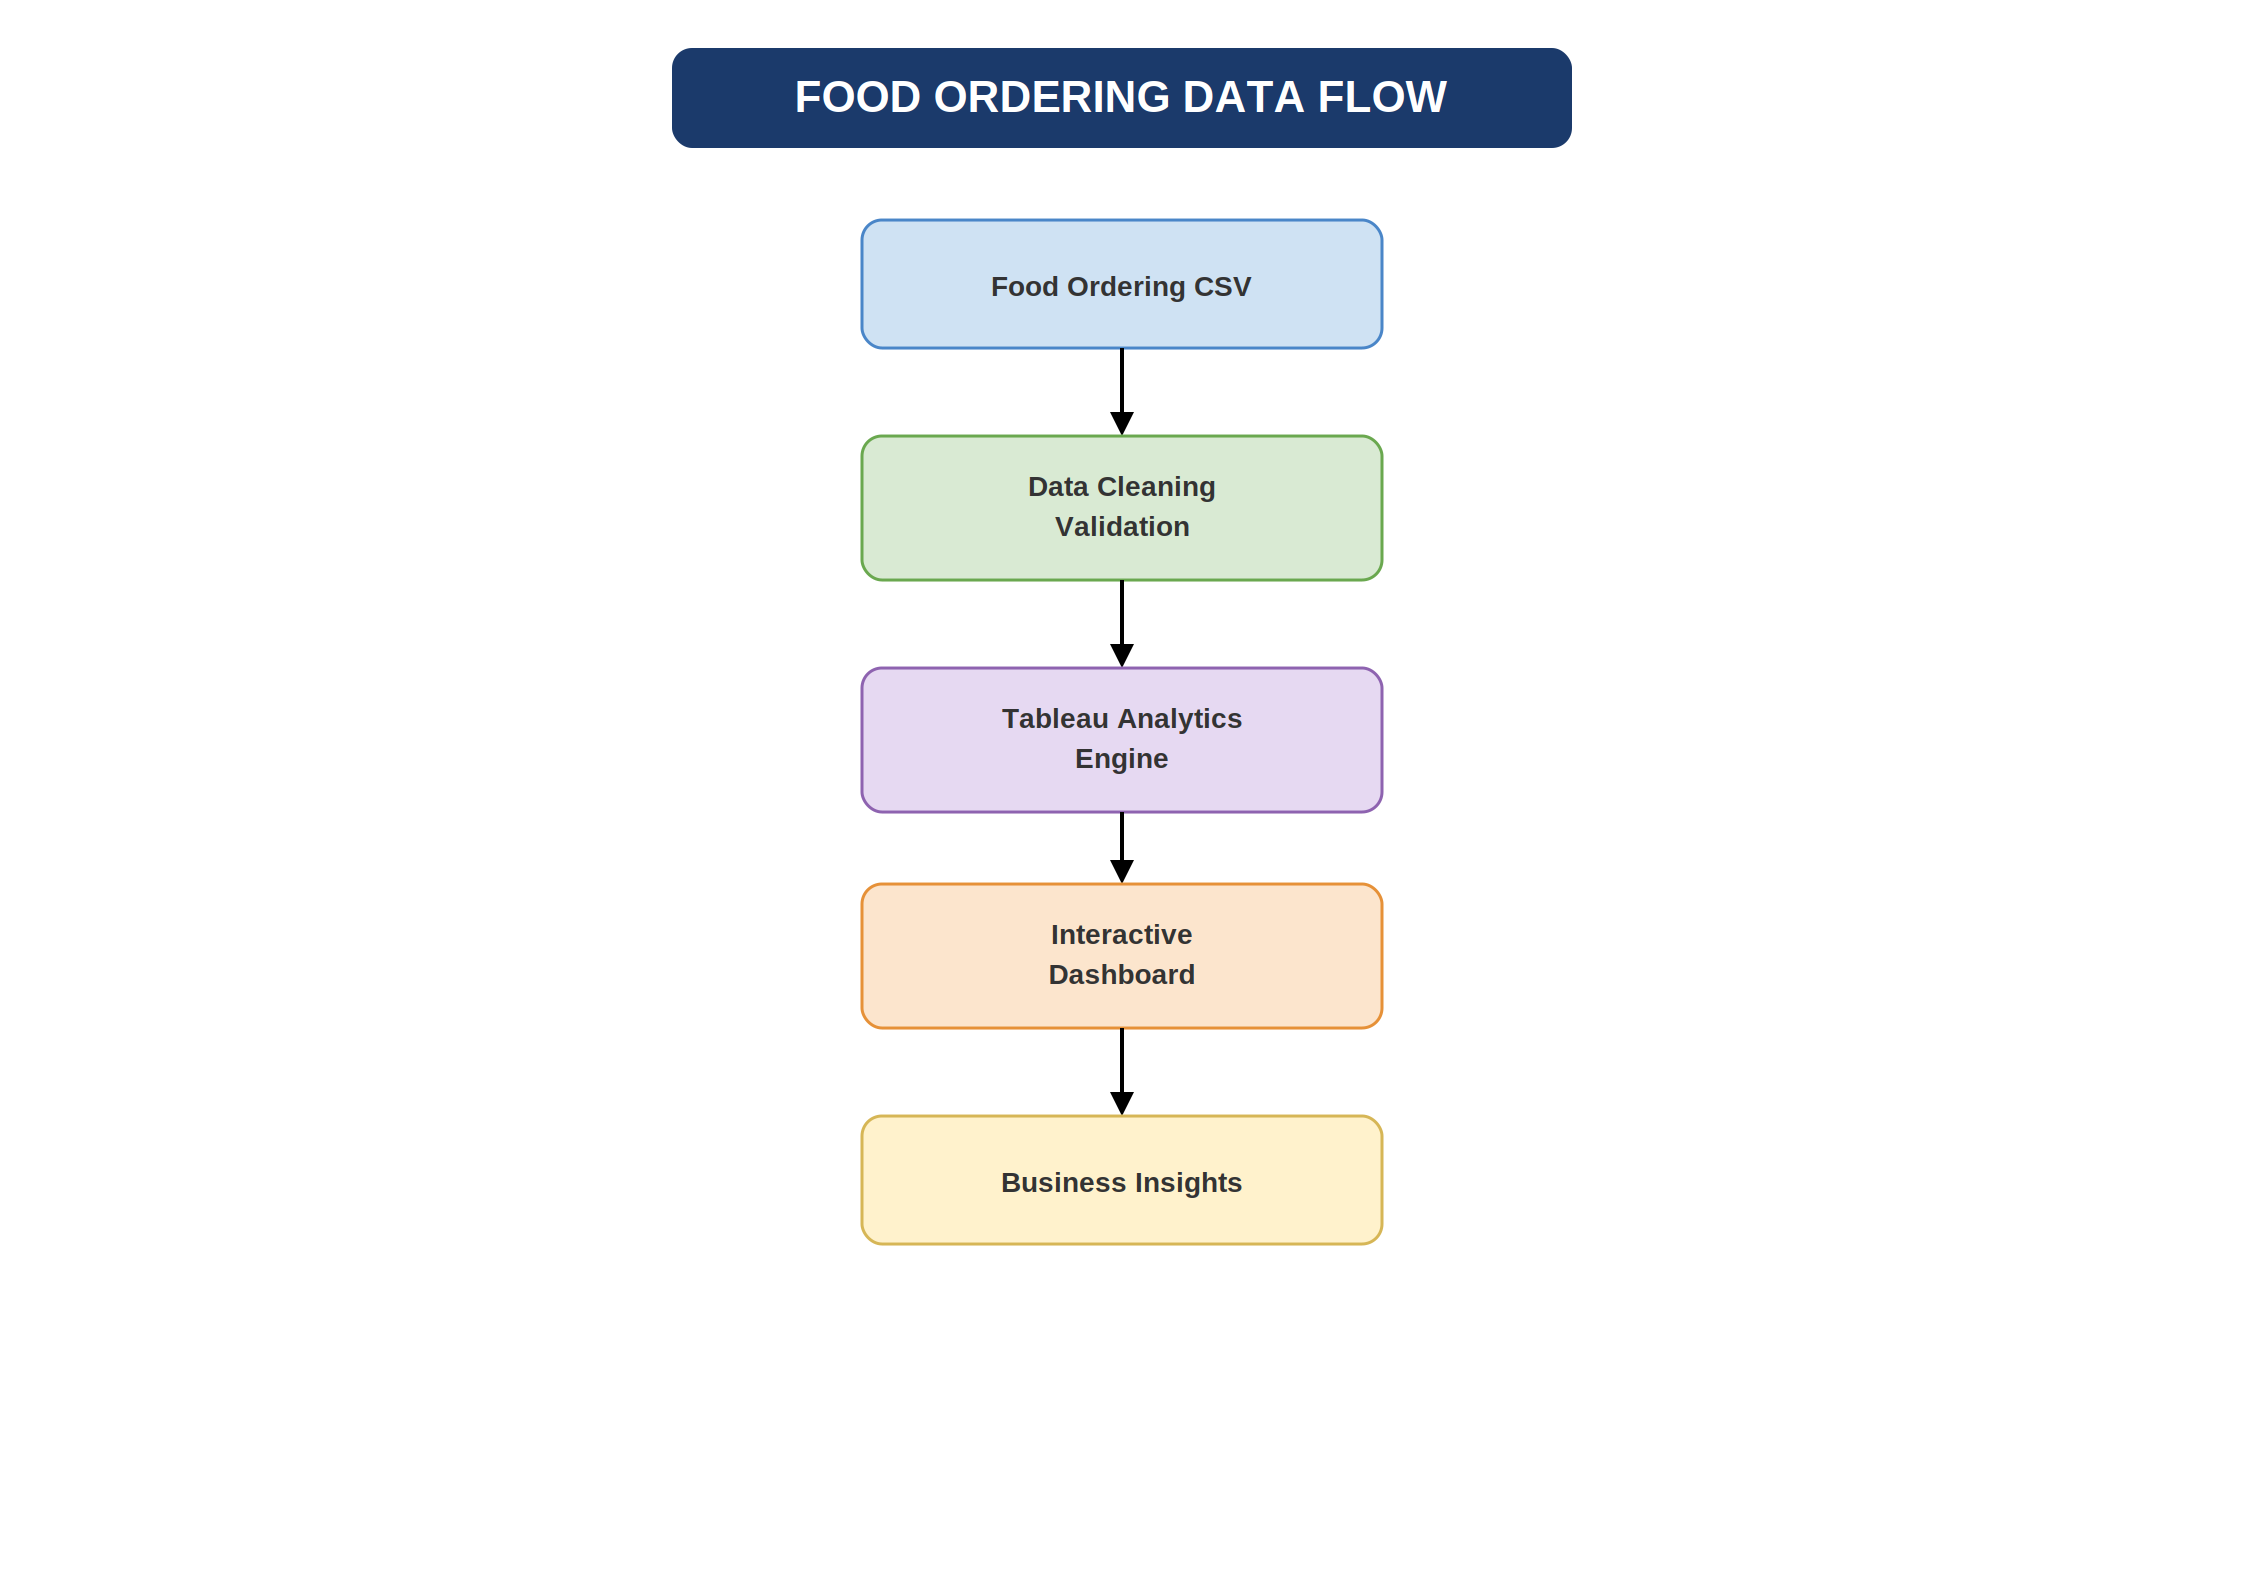 FOOD ORDERING DATA FLOW
Food Ordering CSV
Data Cleaning
Validation
Tableau Analytics
Engine
Interactive
Dashboard
Business Insights